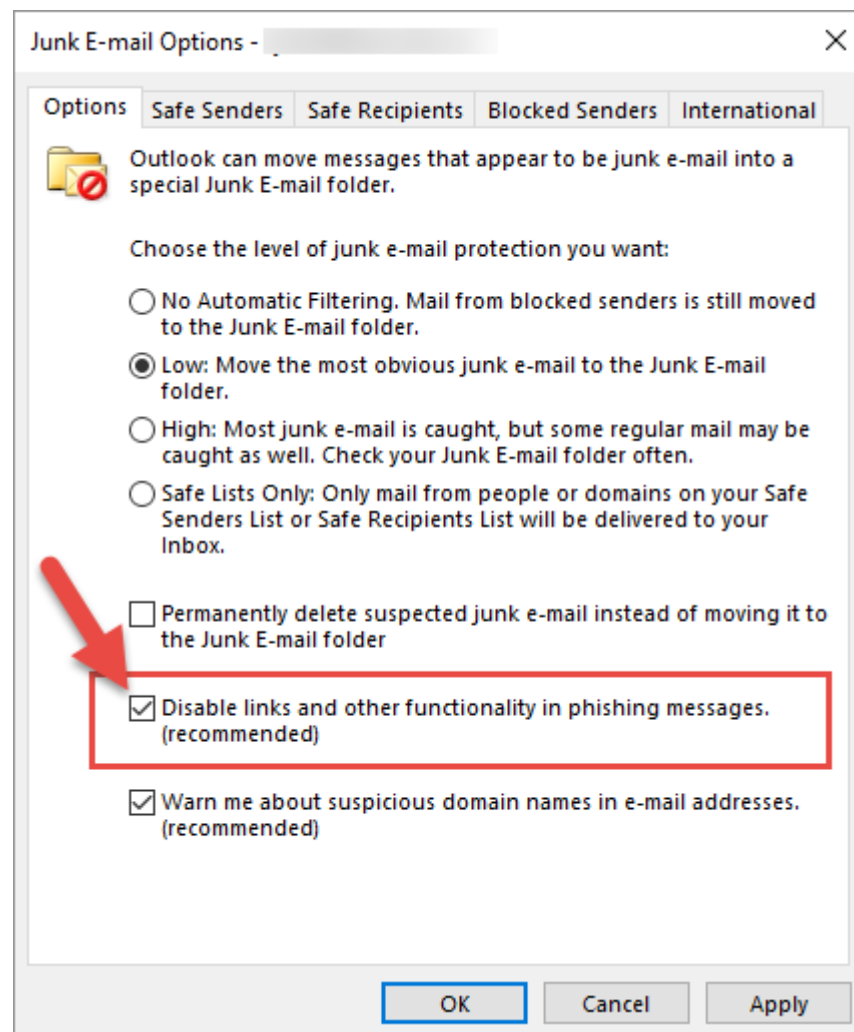 Junk E-mail Options -
Options Safe Senders Safe Recipients Blocked Senders International
Outlook can move messages that appear to be junk e-mail into a
special Junk E-mail folder.
Choose the level of junk e-mail protection you want:
No Automatic Filtering. Mail from blocked senders is still moved
to the Junk E-mail folder.
Low: Move the most obvious junk e-mail to the Junk E-mail
folder.
High: Most junk e-mail is caught, but some regular mail may be
caught as well. Check your Junk E-mail folder often.
Safe Lists Only: Only mail from people or domains on your Safe
Senders List or Safe Recipients List will be delivered to your
Inbox.
Permanently delete suspected junk e-mail instead of moving it to
the Junk E-mail folder
Disable links and other functionality in phishing messages.
(recommended)
Warn me about suspicious domain names in e-mail addresses.
(recommended)
OK Cancel Apply